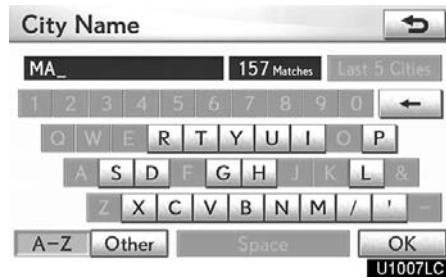 City Name
MA_ 157 Matches Last 5 Cities
1 2 3 4 5 6 7 8 9 0
Q W E R T Y U I O P
A S D F G H J K L &
Z X C V B N M / ' -
A-Z Other Space OK
U1007LC